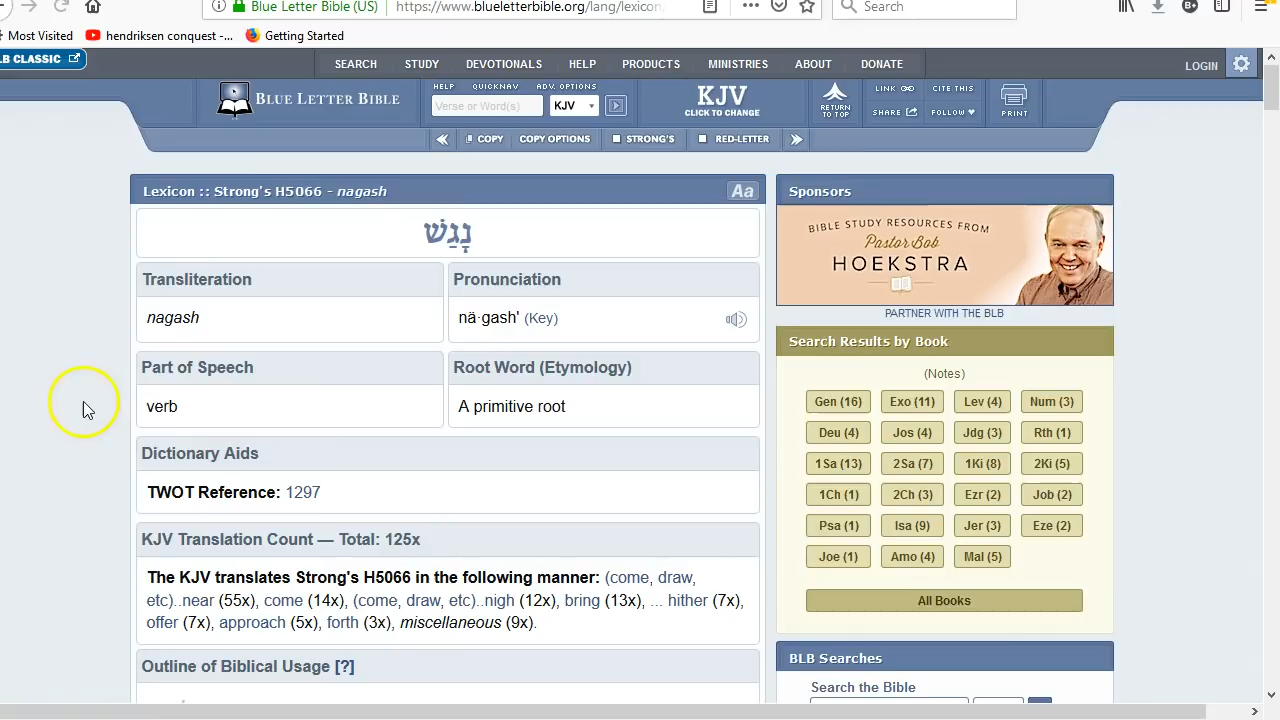 Blue Letter Bible (US) https://www.blueletterbible.org/lang/lexicon. Search
Most Visited hendriksen conquest -... Getting Started
LB CLASSIC
SEARCH STUDY DEVOTIONALS HELP PRODUCTS MINISTRIES ABOUT DONATE LOGIN
BLUE LETTER BIBLE
HELP QUICKNAV ADV. OPTIONS
Verse or Word(s) KJV
KJV
CLICK TO CHANGE
RETURN TO TOP
LINK CITE THIS
SHARE FOLLOW
PRINT
COPY COPY OPTIONS STRONG'S RED-LETTER
Lexicon :: Strong's H5066 - nagash Aa
נָגַשׁ
Transliteration
nagash
Pronunciation
nä·gash' (Key)
Part of Speech
verb
Root Word (Etymology)
A primitive root
Dictionary Aids
TWOT Reference: 1297
KJV Translation Count — Total: 125x
The KJV translates Strong's H5066 in the following manner: (come, draw,
etc)..near (55x), come (14x), (come, draw, etc)..nigh (12x), bring (13x), ... hither (7x),
offer (7x), approach (5x), forth (3x), miscellaneous (9x).
Outline of Biblical Usage [?]
Sponsors
BIBLE STUDY RESOURCES FROM
Pastor Bob
HOEKSTRA
PARTNER WITH THE BLB
Search Results by Book
(Notes)
Gen (16) Exo (11) Lev (4) Num (3)
Deu (4) Jos (4) Jdg (3) Rth (1)
1Sa (13) 2Sa (7) 1Ki (8) 2Ki (5)
1Ch (1) 2Ch (3) Ezr (2) Job (2)
Psa (1) Isa (9) Jer (3) Eze (2)
Joe (1) Amo (4) Mal (5)
All Books
BLB Searches
Search the Bible